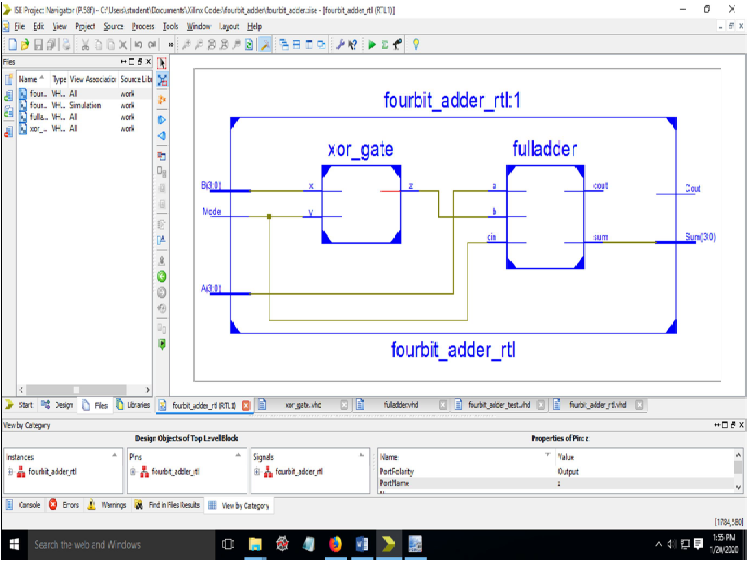 ISE Project Navigator (P.58f) - C:\Users\student\Documents\Xilinx Codes\fourbit_adder\fourbit_adder.xise - [fourbit_adder_rtl (RTL1)]
File Edit View Project Source Process Tools Window Layout Help
Files
Name Type View Association Source Libr
four... VH... All work
four... VH... Simulation work
fulla... VH... All work
xor_... VH... All work
fourbit_adder_rtl:1
xor_gate
fulladder
B(3:0)
x
z
a
cout
Cout
Mode
y
b
cin
sum
Sum(3:0)
A(3:0)
fourbit_adder_rtl
Start Design Files Libraries
fourbit_adder_rtl (RTL1) xor_gate.vhd fulladder.vhd fourbit_adder_test.vhd fourbit_adder_rtl.vhd
View by Category
Design Objects of Top Level Block
Properties of Pin: z
Instances Pins Signals Name Value
fourbit_adder_rtl fourbit_adder_rtl fourbit_adder_rtl PortPolarity Output
PortName z
Console Errors Warnings Find in Files Results View by Category
[1784,580]
Search the web and Windows
1:55 PM
1/20/2020